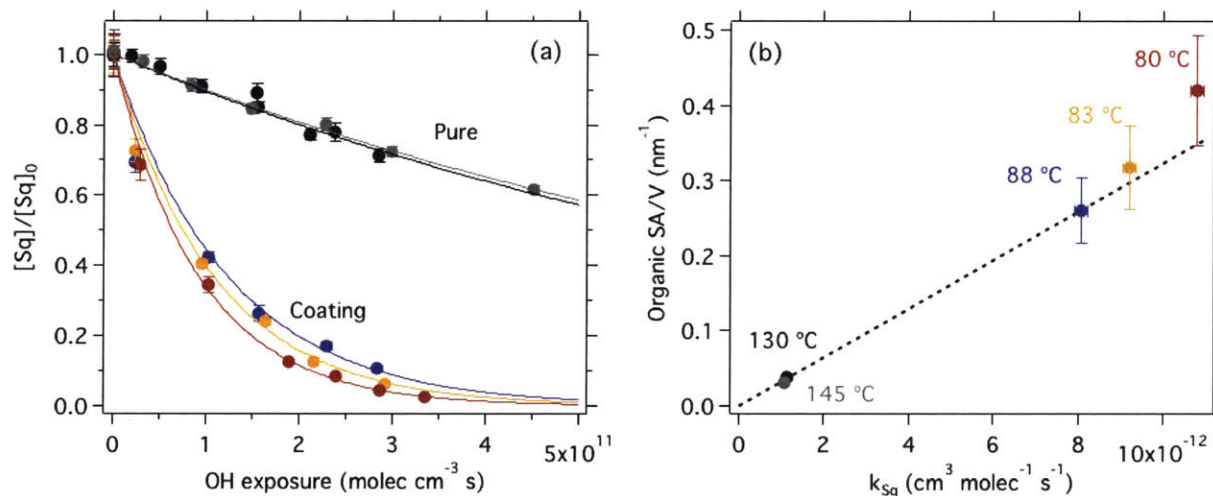 (a)
Pure
Coating
[Sq]/[Sq]₀
1.0
0.8
0.6
0.4
0.2
0.0
0
1
2
3
4
5x10¹¹
OH exposure (molec cm⁻³ s)
(b)
80 °C
83 °C
88 °C
130 °C
145 °C
Organic SA/V (nm⁻¹)
0.5
0.4
0.3
0.2
0.1
0.0
0
2
4
6
8
10x10⁻¹²
k_Sq (cm³ molec⁻¹ s⁻¹)